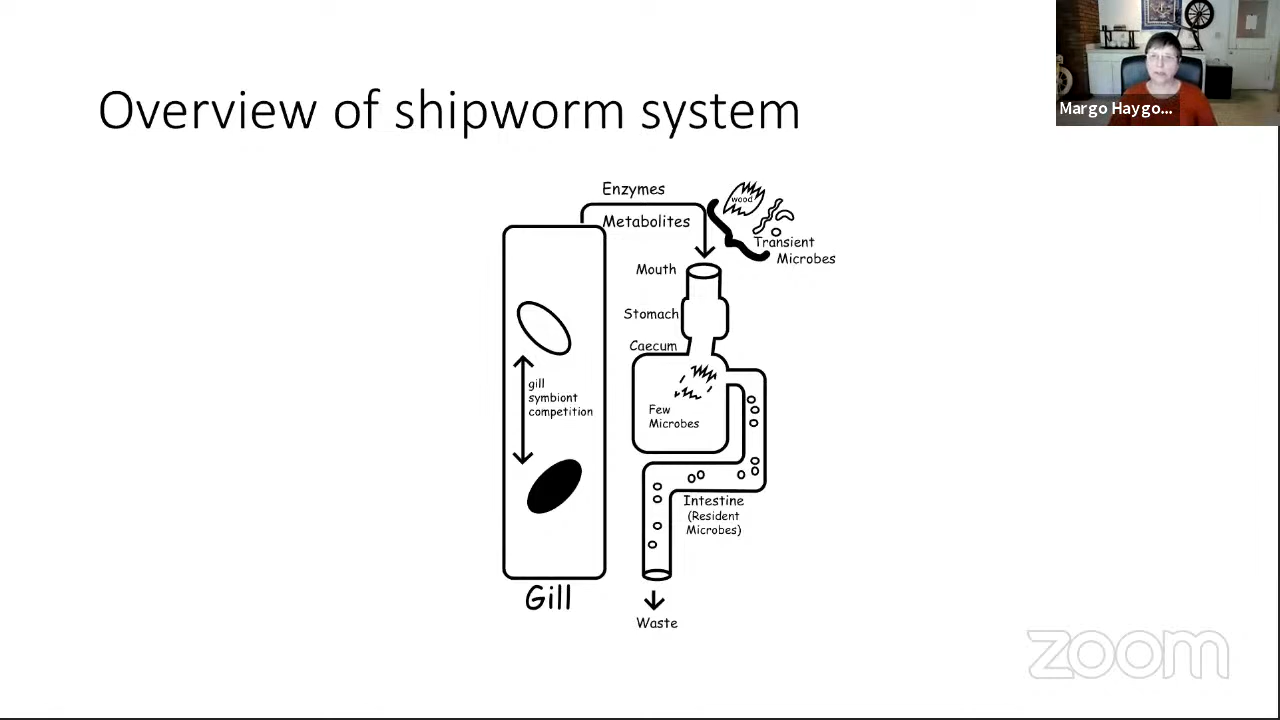 Overview of shipworm system
Margo Haygo...
Enzymes
Metabolites
wood
Transient
Microbes
Mouth
Stomach
Caecum
gill
symbiont
competition
Few
Microbes
Intestine
(Resident
Microbes)
Gill
Waste
zoom